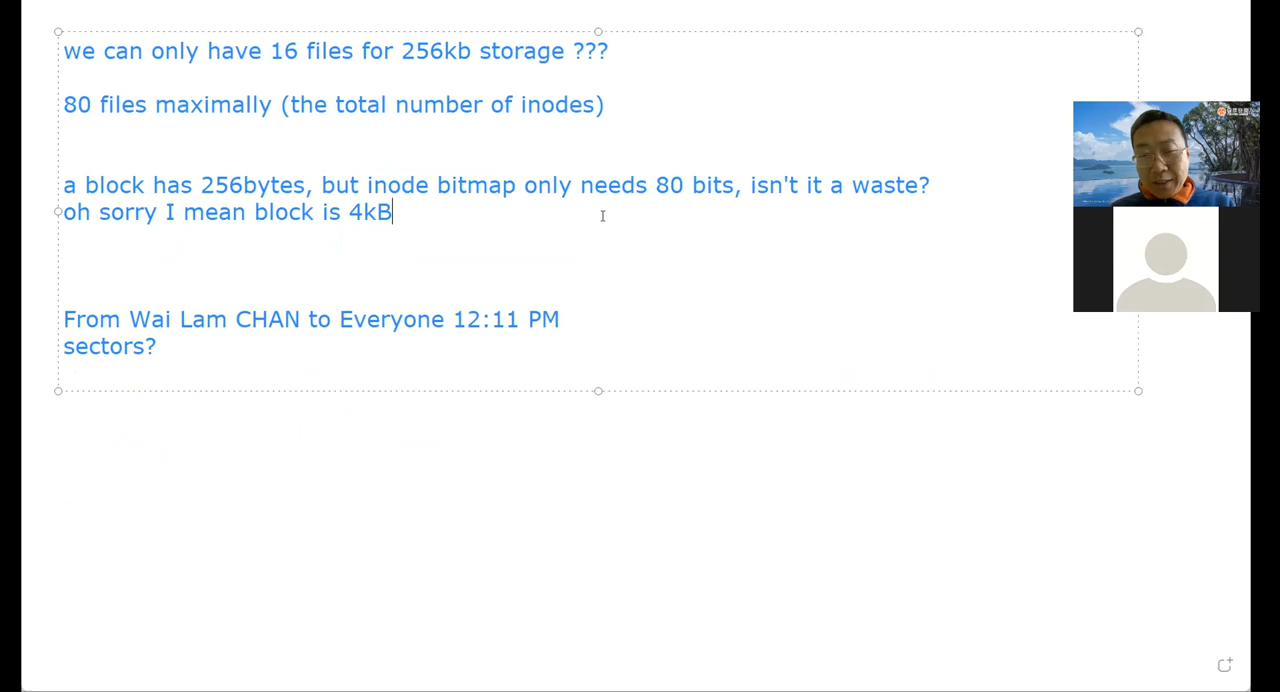 we can only have 16 files for 256kb storage ???
80 files maximally (the total number of inodes)
a block has 256bytes, but inode bitmap only needs 80 bits, isn't it a waste?
oh sorry I mean block is 4kB
From Wai Lam CHAN to Everyone 12:11 PM
sectors?